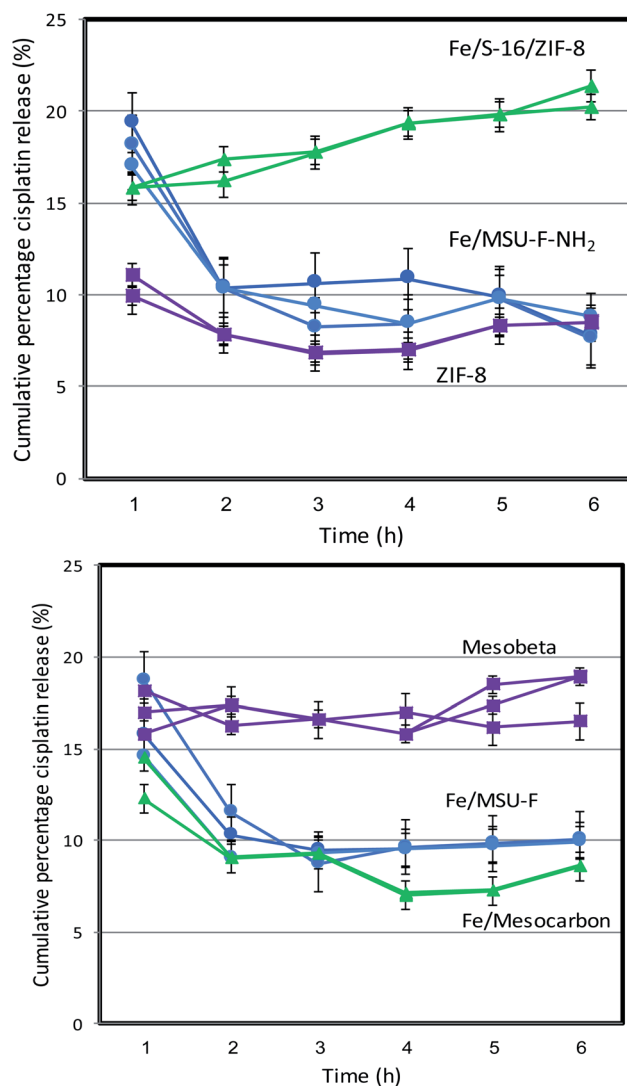 Cumulative percentage cisplatin release (%)
25
20
15
10
5
0
Fe/S-16/ZIF-8
Fe/MSU-F-NH₂
ZIF-8
1 2 3 4 5 6
Time (h)
Cumulative percentage cisplatin release (%)
25
20
15
10
5
0
Mesobeta
Fe/MSU-F
Fe/Mesocarbon
1 2 3 4 5 6
Time (h)